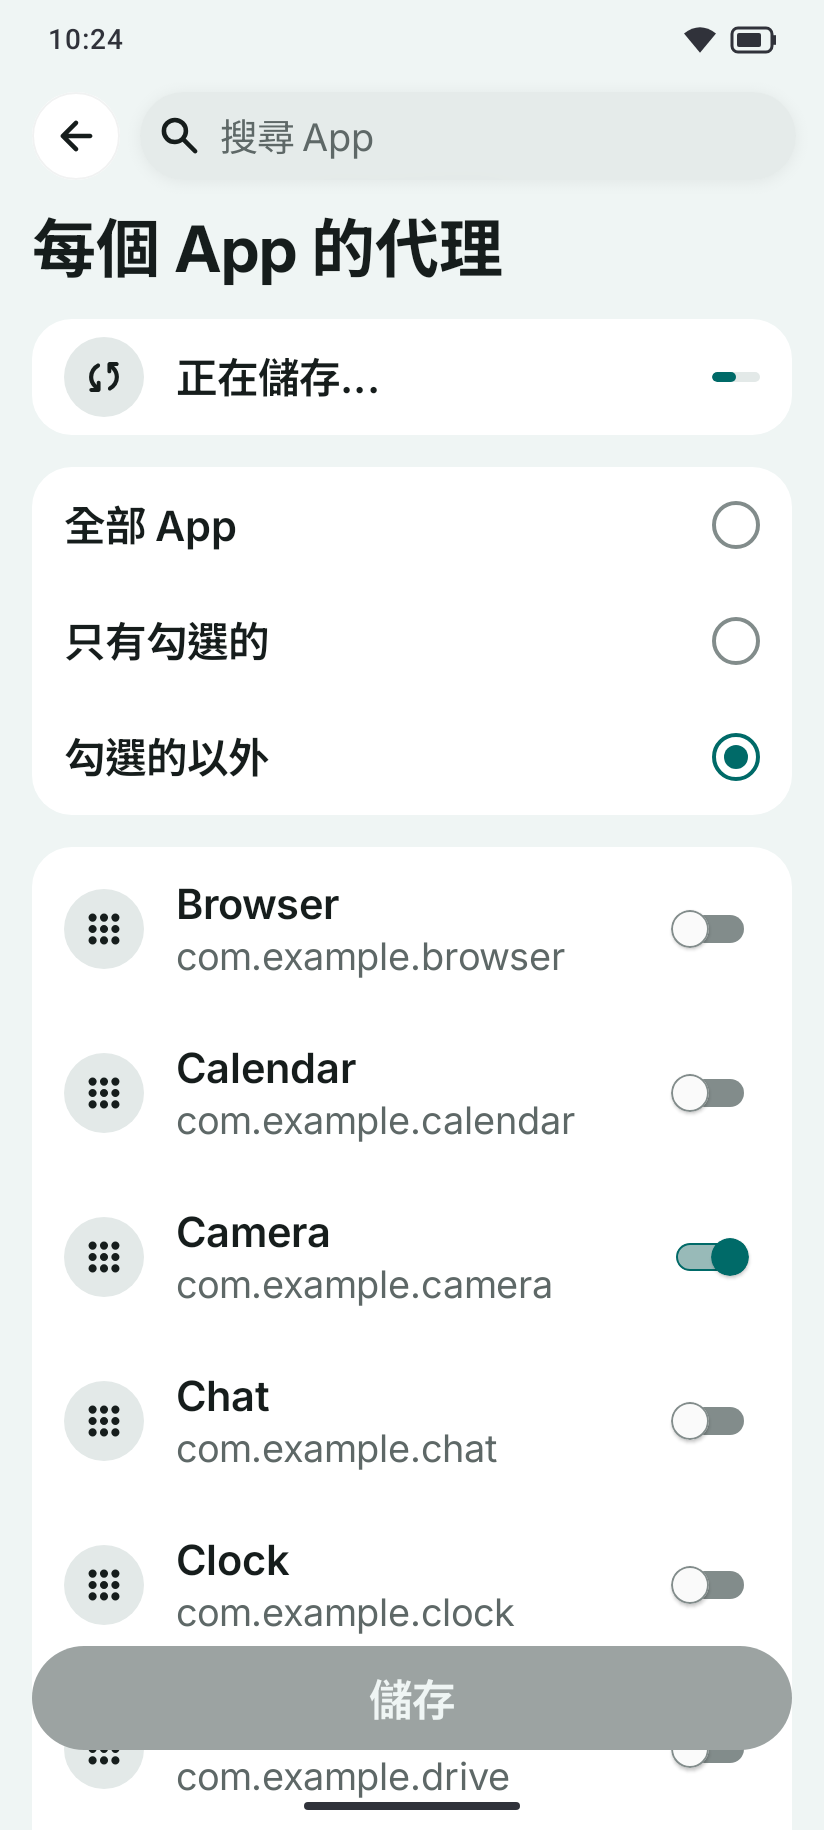 10:24
搜尋 App
每個 App 的代理
正在儲存...
全部 App
只有勾選的
勾選的以外
Browser
com.example.browser
Calendar
com.example.calendar
Camera
com.example.camera
Chat
com.example.chat
Clock
com.example.clock
儲存
com.example.drive